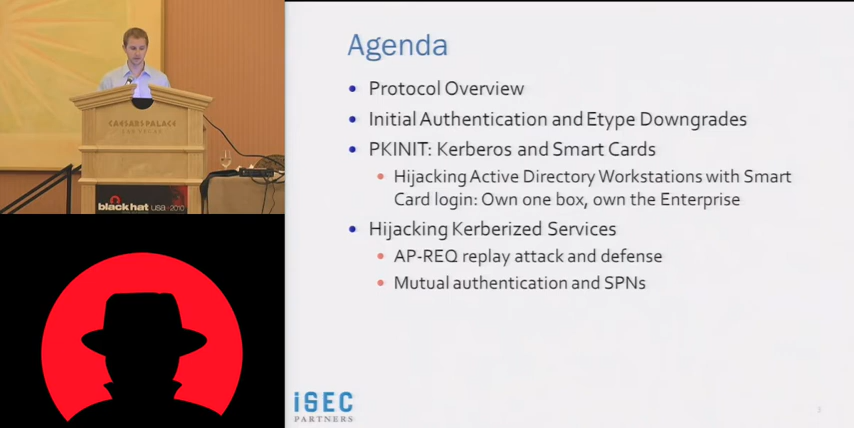 CAESARS PALACE
LAS VEGAS
black hat USA + 2010
Agenda
• Protocol Overview
• Initial Authentication and Etype Downgrades
• PKINIT: Kerberos and Smart Cards
• Hijacking Active Directory Workstations with Smart
Card login: Own one box, own the Enterprise
• Hijacking Kerberized Services
• AP-REQ replay attack and defense
• Mutual authentication and SPNs
iSEC
PARTNERS